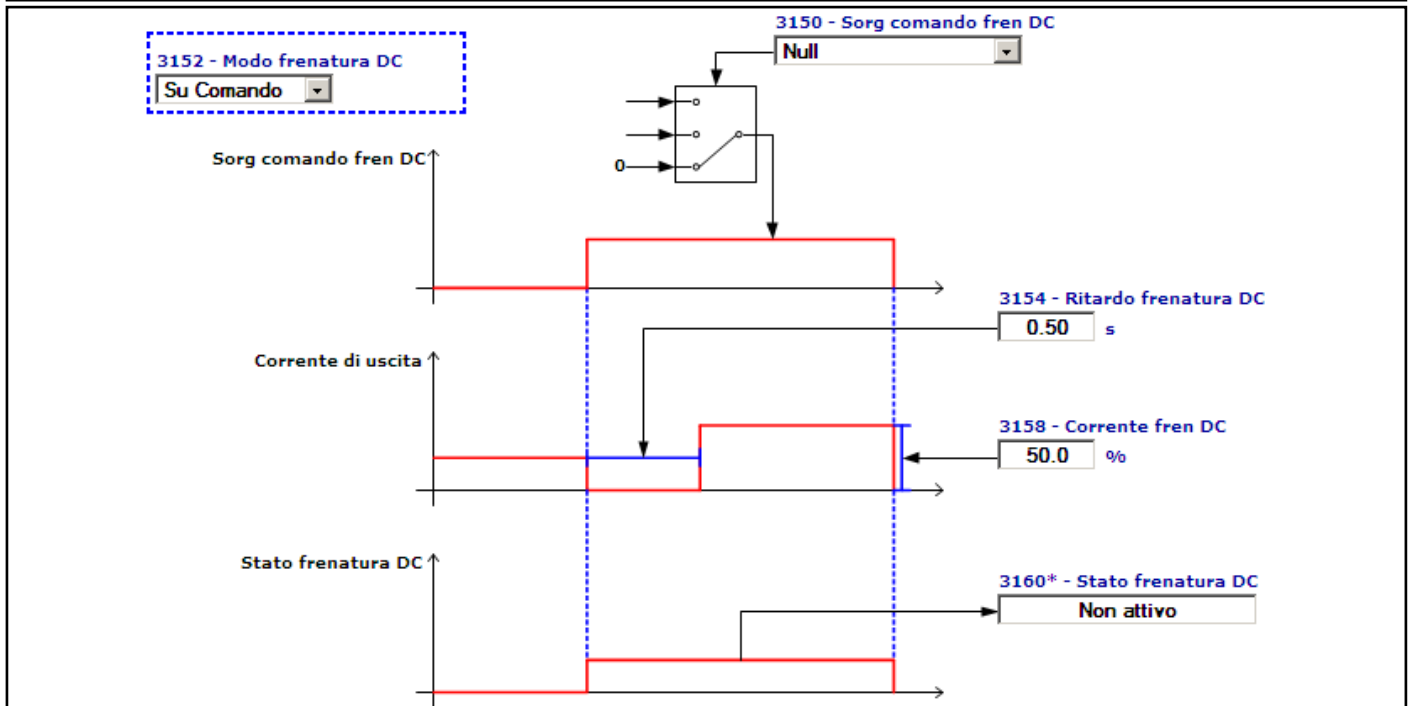 3150 - Sorg comando fren DC
Null
3152 - Modo frenatura DC
Su Comando
Sorg comando fren DC
0
3154 - Ritardo frenatura DC
0.50 s
Corrente di uscita
3158 - Corrente fren DC
50.0 %
Stato frenatura DC
3160* - Stato frenatura DC
Non attivo